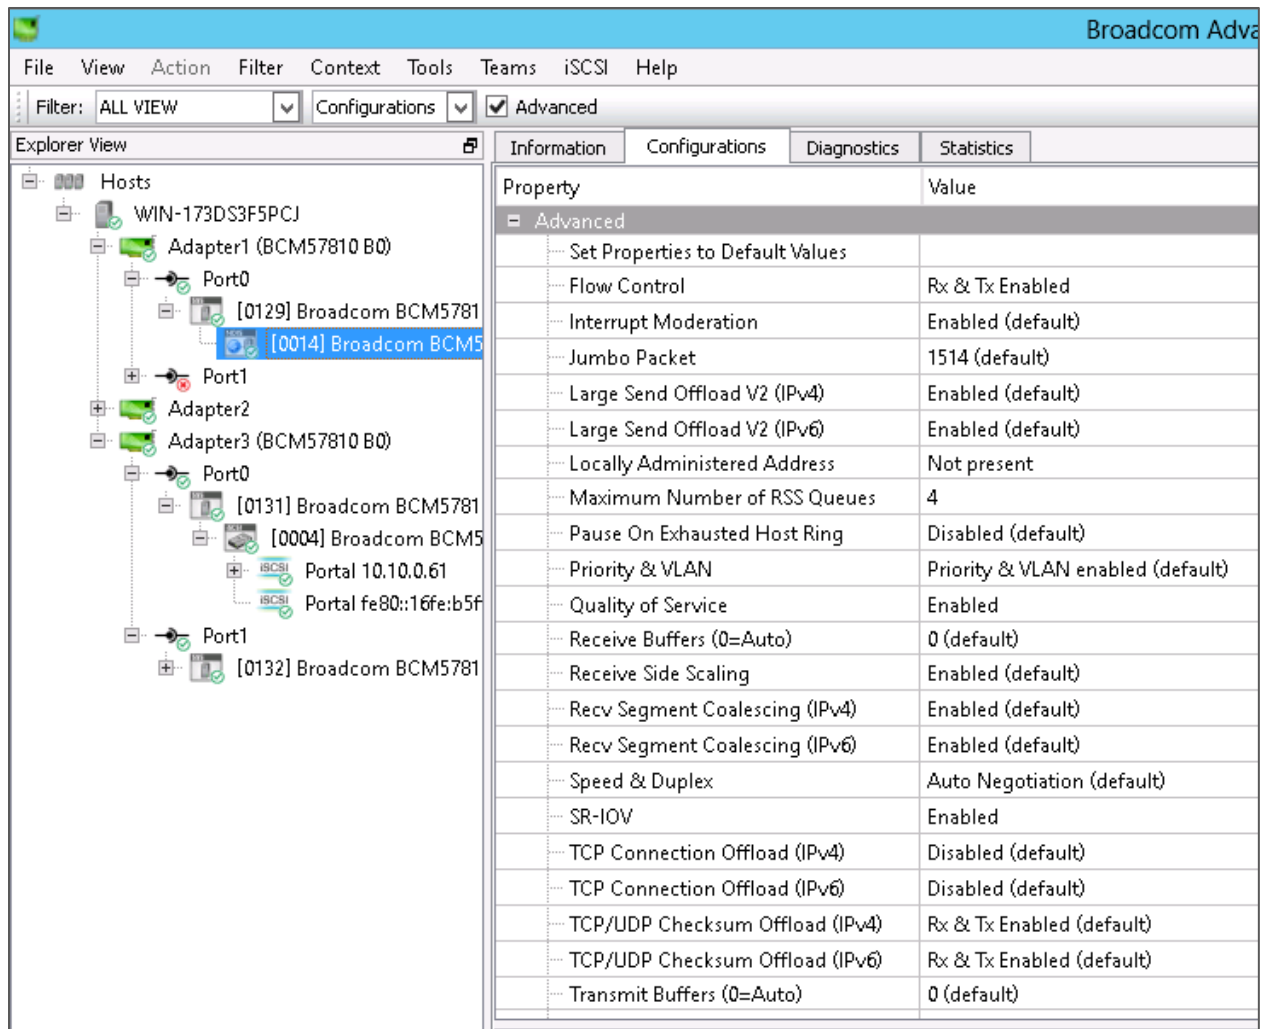 Broadcom Adva
File View Action Filter Context Tools Teams iSCSI Help
Filter: ALL VIEW Configurations Advanced
Explorer View
Hosts
WIN-173DS3F5PCJ
Adapter1 (BCM57810 B0)
Port0
[0129] Broadcom BCM5781
[0014] Broadcom BCM5
Port1
Adapter2
Adapter3 (BCM57810 B0)
Port0
[0131] Broadcom BCM5781
[0004] Broadcom BCM5
iSCSI Portal 10.10.0.61
iSCSI Portal fe80::16fe:b5f
Port1
[0132] Broadcom BCM5781
Information Configurations Diagnostics Statistics
Property Value
Advanced
Set Properties to Default Values
Flow Control Rx & Tx Enabled
Interrupt Moderation Enabled (default)
Jumbo Packet 1514 (default)
Large Send Offload V2 (IPv4) Enabled (default)
Large Send Offload V2 (IPv6) Enabled (default)
Locally Administered Address Not present
Maximum Number of RSS Queues 4
Pause On Exhausted Host Ring Disabled (default)
Priority & VLAN Priority & VLAN enabled (default)
Quality of Service Enabled
Receive Buffers (0=Auto) 0 (default)
Receive Side Scaling Enabled (default)
Recv Segment Coalescing (IPv4) Enabled (default)
Recv Segment Coalescing (IPv6) Enabled (default)
Speed & Duplex Auto Negotiation (default)
SR-IOV Enabled
TCP Connection Offload (IPv4) Disabled (default)
TCP Connection Offload (IPv6) Disabled (default)
TCP/UDP Checksum Offload (IPv4) Rx & Tx Enabled (default)
TCP/UDP Checksum Offload (IPv6) Rx & Tx Enabled (default)
Transmit Buffers (0=Auto) 0 (default)